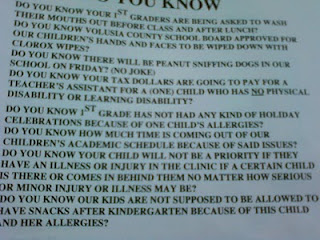 DO YOU KNOW
DO YOU KNOW YOUR 1ST GRADERS ARE BEING ASKED TO WASH
THEIR MOUTHS OUT BEFORE CLASS AND AFTER LUNCH?
DO YOU KNOW VOLUSIA COUNTY SCHOOL BOARD APPROVED FOR
OUR CHILDREN'S HANDS AND FACES TO BE WIPED DOWN WITH
CLOROX WIPES?
DO YOU KNOW THERE WILL BE PEANUT SNIFFING DOGS IN OUR
SCHOOL ON FRIDAY? (NO JOKE)
DO YOU KNOW YOUR TAX DOLLARS ARE GOING TO PAY FOR A
TEACHER'S ASSISTANT FOR A (ONE) CHILD WHO HAS NO PHYSICAL
DISABILITY OR LEARNING DISABILITY?
DO YOU KNOW 1ST GRADE HAS NOT HAD ANY KIND OF HOLIDAY
CELEBRATIONS BECAUSE OF ONE CHILD'S ALLERGIES?
DO YOU KNOW HOW MUCH TIME IS COMING OUT OF OUR
CHILDREN'S ACADEMIC SCHEDULE BECAUSE OF SAID ISSUES?
DO YOU KNOW YOUR CHILD WILL NOT BE A PRIORITY IF THEY
HAVE AN ILLNESS OR INJURY IN THE CLINIC IF A CERTAIN CHILD
IS THERE OR COMES IN BEHIND THEM NO MATTER HOW SERIOUS
OR MINOR INJURY OR ILLNESS MAY BE?
DO YOU KNOW OUR KIDS ARE NOT SUPPOSED TO BE ALLOWED TO
HAVE SNACKS AFTER KINDERGARTEN BECAUSE OF THIS CHILD
AND HER ALLERGIES?